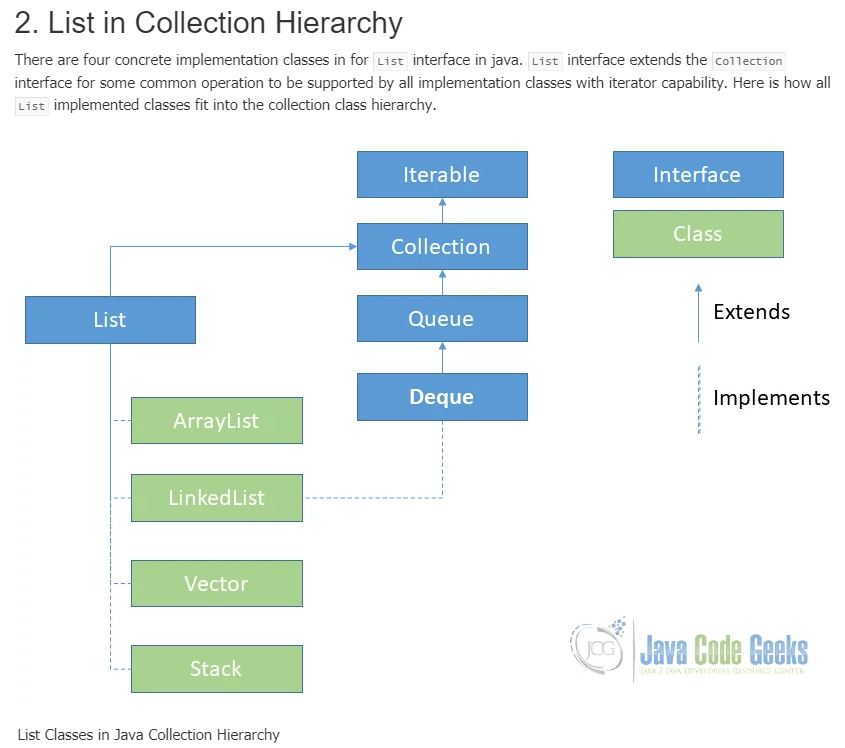 2. List in Collection Hierarchy
There are four concrete implementation classes in for List interface in java. List interface extends the Collection
interface for some common operation to be supported by all implementation classes with iterator capability. Here is how all
List implemented classes fit into the collection class hierarchy.
Iterable
Interface
Collection
Class
List
Queue
Extends
Deque
Implements
ArrayList
LinkedList
Vector
Stack
JCG
Java Code Geeks
JAVA 2 JAVA DEVELOPERS RESOURCE CENTER
List Classes in Java Collection Hierarchy